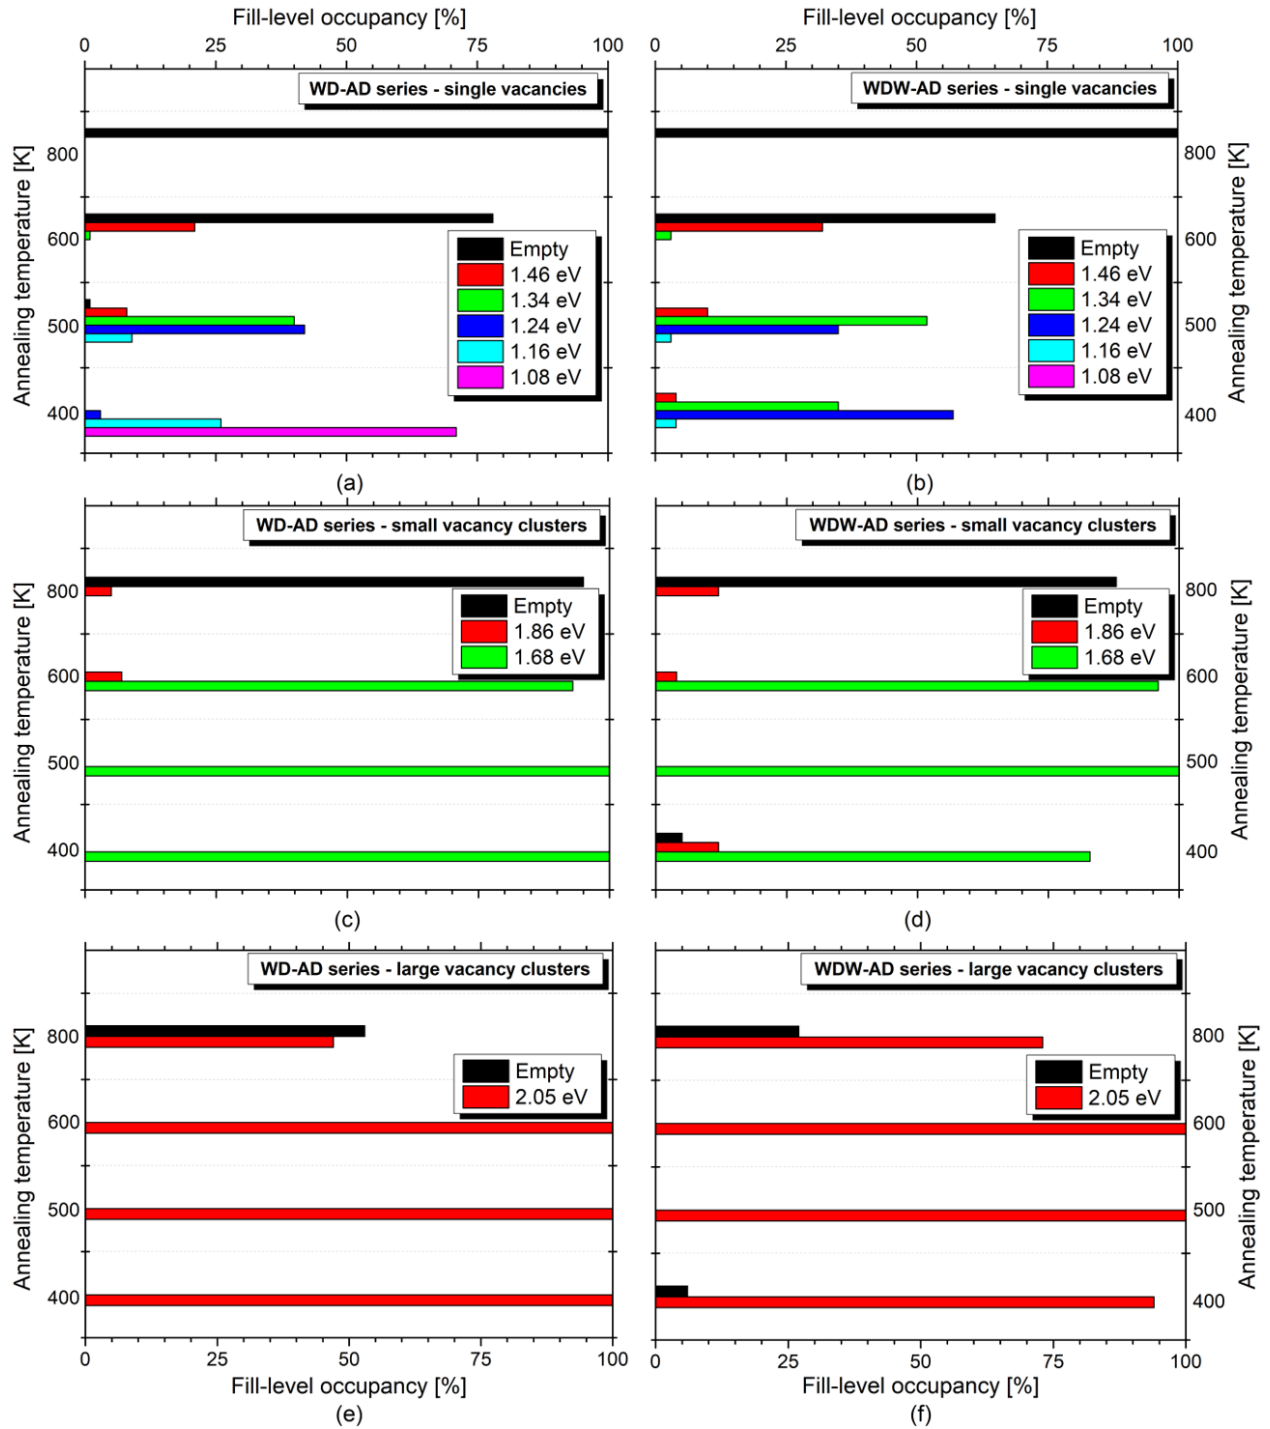 Fill-level occupancy [%]
Fill-level occupancy [%]
0 25 50 75 100
0 25 50 75 100
WD-AD series - single vacancies
WDW-AD series - single vacancies
Annealing temperature [K]
800
600
500
400
Empty
1.46 eV
1.34 eV
1.24 eV
1.16 eV
1.08 eV
Empty
1.46 eV
1.34 eV
1.24 eV
1.16 eV
1.08 eV
800
600
500
400
Annealing temperature [K]
(a)
(b)
WD-AD series - small vacancy clusters
WDW-AD series - small vacancy clusters
Annealing temperature [K]
800
600
500
400
Empty
1.86 eV
1.68 eV
Empty
1.86 eV
1.68 eV
800
600
500
400
Annealing temperature [K]
(c)
(d)
WD-AD series - large vacancy clusters
WDW-AD series - large vacancy clusters
Annealing temperature [K]
800
600
500
400
Empty
2.05 eV
Empty
2.05 eV
800
600
500
400
Annealing temperature [K]
0 25 50 75 100
0 25 50 75 100
Fill-level occupancy [%]
Fill-level occupancy [%]
(e)
(f)